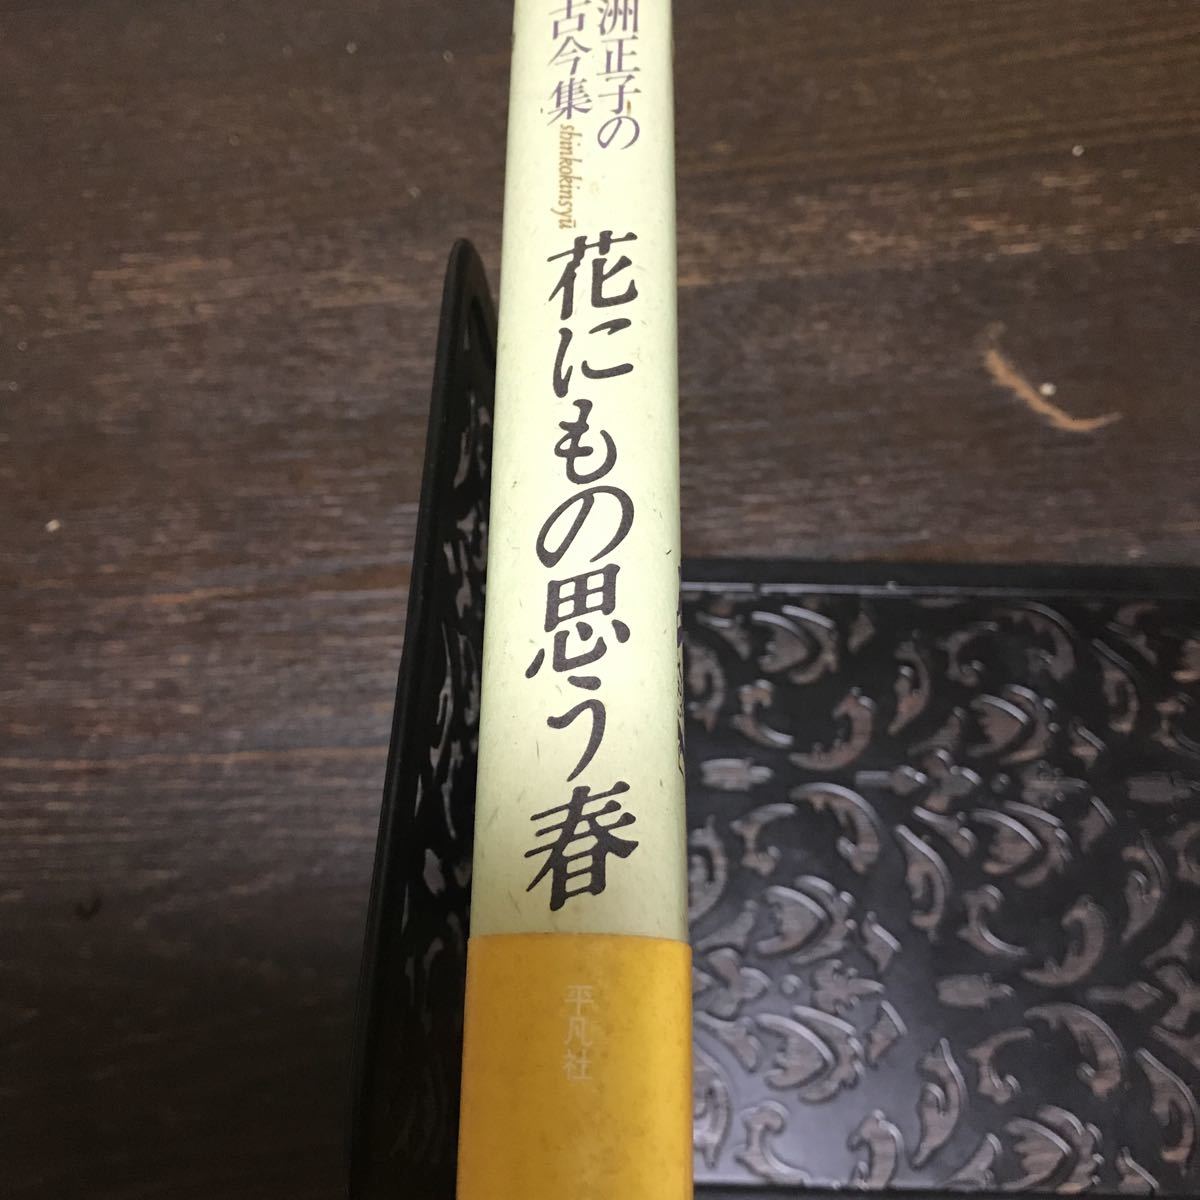 洲正子の
古今集
shinkokinsyū
花にもの思う春
平凡社